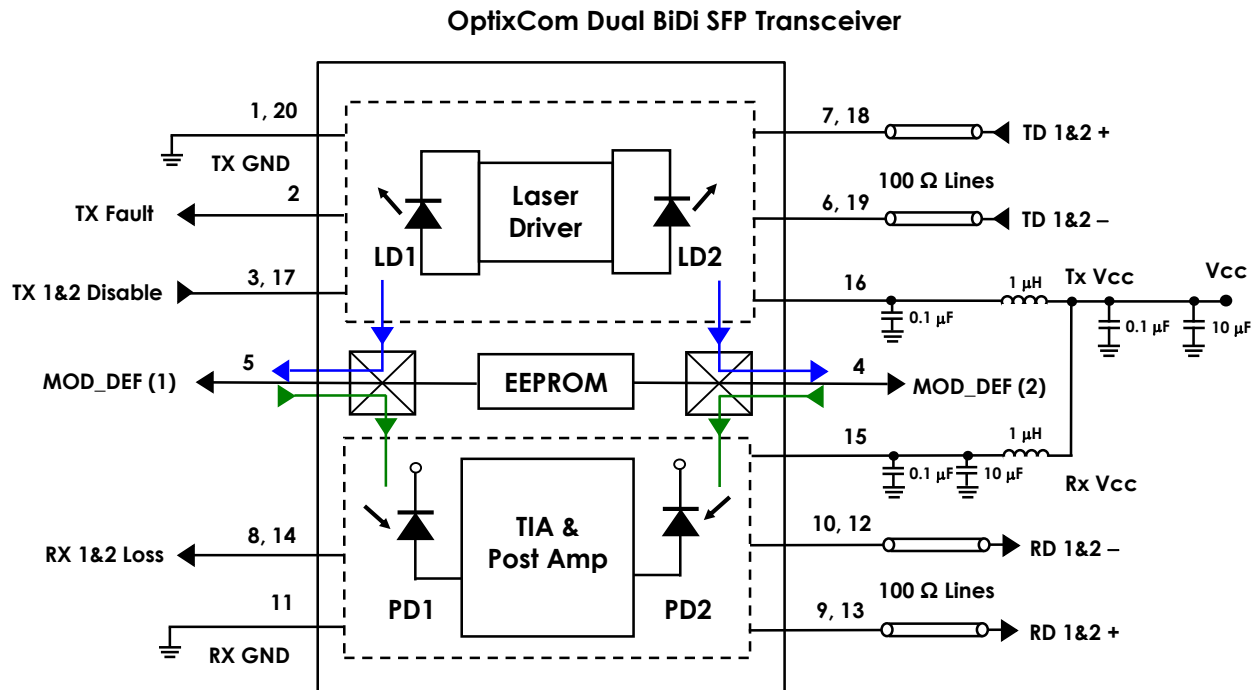 OptixCom Dual BiDi SFP Transceiver
1, 20
TX GND
2
TX Fault
3, 17
TX 1&2 Disable
5
MOD_DEF (1)
8, 14
RX 1&2 Loss
11
RX GND
Laser
Driver
LD1
LD2
EEPROM
TIA &
Post Amp
PD1
PD2
7, 18
TD 1&2 +
100 Ω Lines
6, 19
TD 1&2 –
16
0.1 µF
1 µH
Tx Vcc
Vcc
0.1 µF
10 µF
4
MOD_DEF (2)
15
0.1 µF
10 µF
1 µH
Rx Vcc
10, 12
RD 1&2 –
100 Ω Lines
9, 13
RD 1&2 +